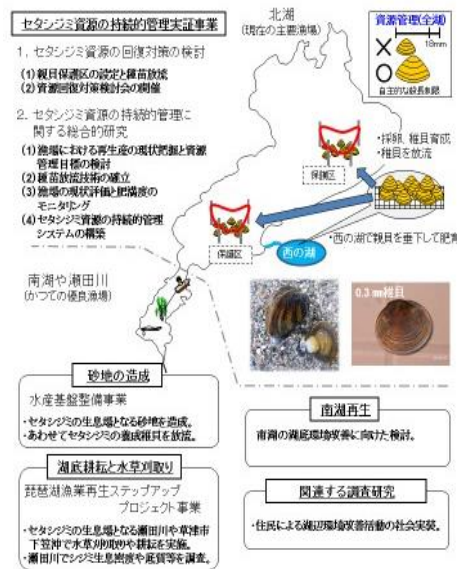 セタシジミ資源の持続的管理実証事業
1. セタシジミ資源の回復対策の検討
(1)親貝保護区の設定と種苗放流
(2)資源回復対策検討会の開催
2. セタシジミ資源の持続的管理に
関する総合的研究
(1)漁場における再生産の現状把握と資源
管理目標の検討
(2)種苗放流技術の確立
(3)漁場の現状評価と肥満度の
モニタリング
(4)セタシジミ資源の持続的管理
システムの構築
北湖
(現在の主要漁場)
資源管理(全湖)
18mm
自主的な殻長制限
・採卵、稚貝育成
・稚貝を放流
保護区
保護区
西の湖
・西の湖で親貝を垂下して肥育
南湖や瀬田川
(かつての優良漁場)
0.3㎜稚貝
砂地の造成
水産基盤整備事業
・セタシジミの生息場となる砂地を造成。
・あわせてセタシジミの養成稚貝を放流。
湖底耕耘と水草刈取り
琵琶湖漁業再生ステップアップ
プロジェクト事業
・セタシジミの生息場となる瀬田川や草津市
下笠沖で水草刈取りや耕耘を実施。
・瀬田川でシジミ生息密度や底質等を調査。
南湖再生
南湖の湖底環境改善に向けた検討。
関連する調査研究
・住民による湖辺環境改善活動の社会実装。